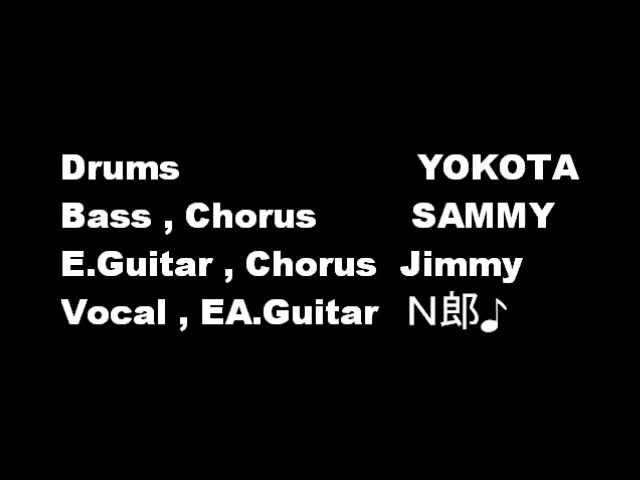 Drums YOKOTA
Bass , Chorus SAMMY
E.Guitar , Chorus Jimmy
Vocal , EA.Guitar N郎♪